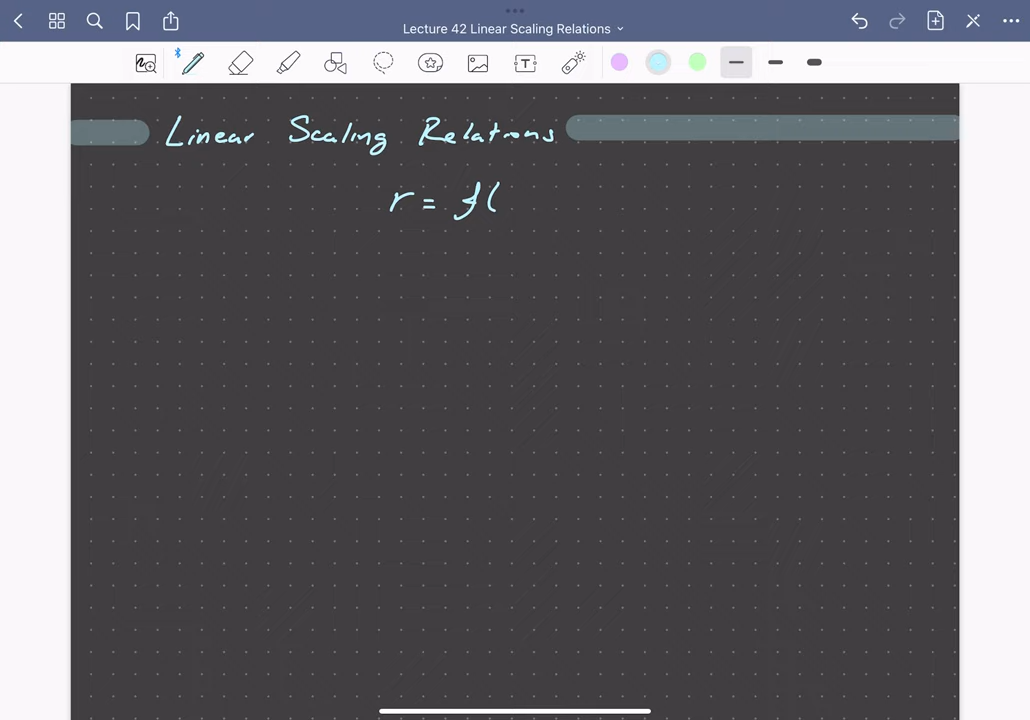 Lecture 42 Linear Scaling Relations
Linear Scaling Relations
r = f(